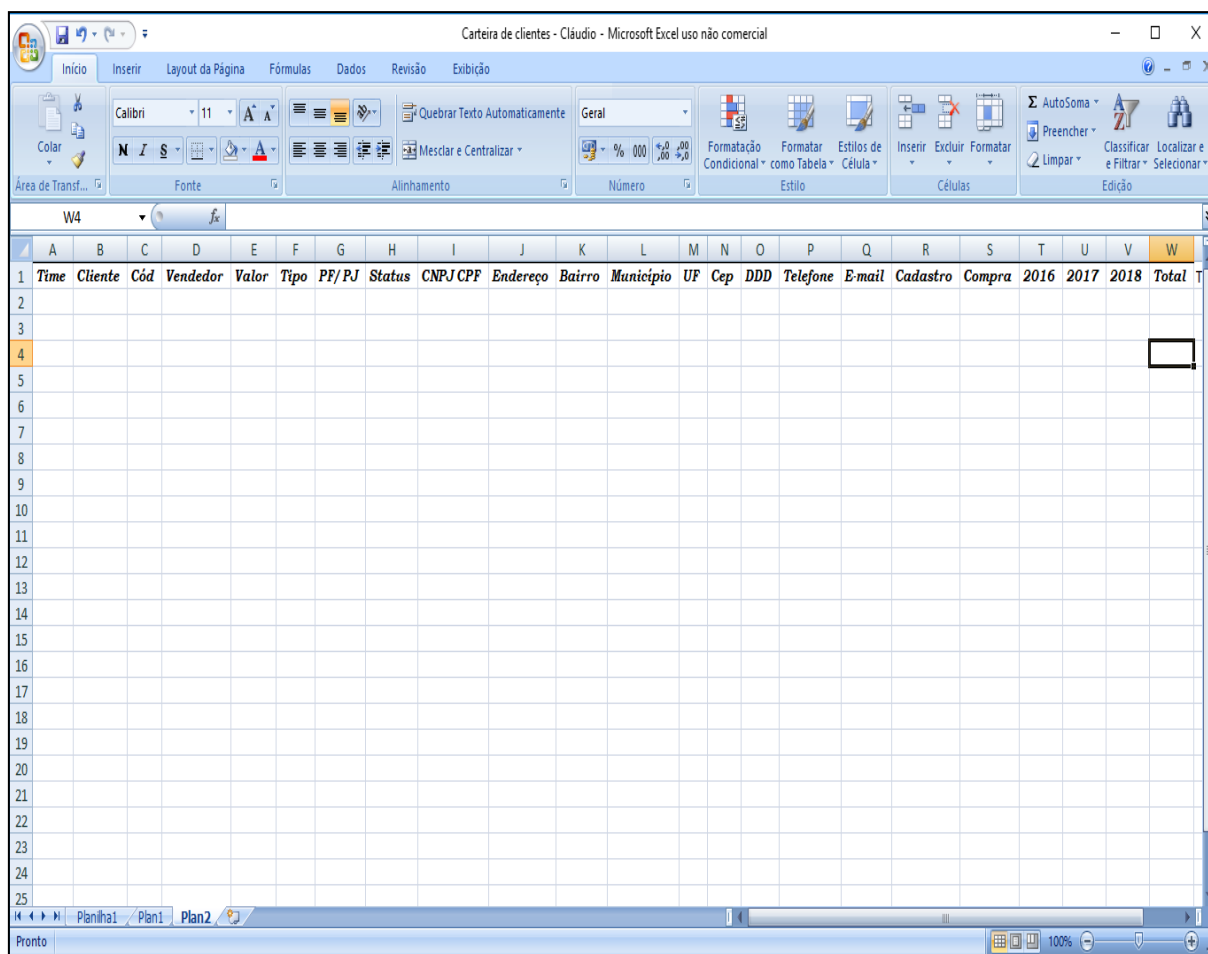 Carteira de clientes - Cláudio - Microsoft Excel uso não comercial
Início Inserir Layout da Página Fórmulas Dados Revisão Exibição
Colar
Área de Transf...
Calibri 11 A A
N I S A
Fonte
Quebrar Texto Automaticamente
Mesclar e Centralizar
Alinhamento
Geral
% 000 ,00 ,0
Número
Formatação Condicional
Formatar como Tabela
Estilos de Célula
Estilo
Inserir Excluir Formatar
Células
Σ AutoSoma
Preencher
Limpar
Classificar e Filtrar
Localizar e Selecionar
Edição
W4 fx
A B C D E F G H I J K L M N O P Q R S T U V W
1 Time Cliente Cód Vendedor Valor Tipo PF/ PJ Status CNPJ CPF Endereço Bairro Município UF Cep DDD Telefone E-mail Cadastro Compra 2016 2017 2018 Total T
2
3
4
5
6
7
8
9
10
11
12
13
14
15
16
17
18
19
20
21
22
23
24
25
Planilha1 Plan1 Plan2
Pronto 100%